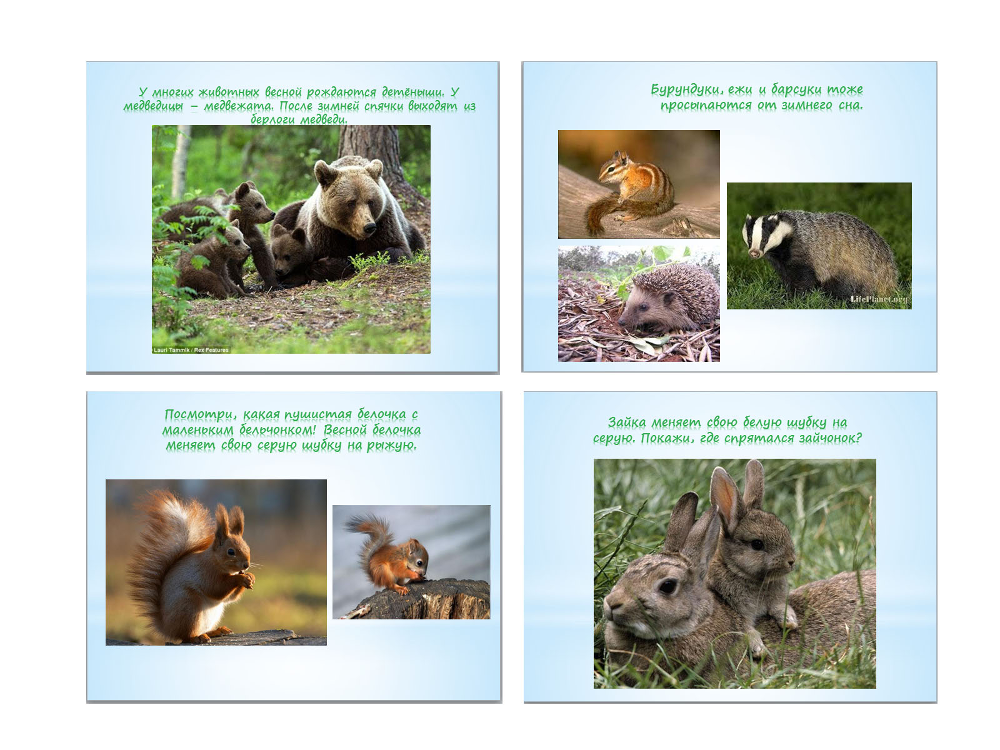 У многих животных весной рождаются детёныши. У
медведицы – медвежата. После зимней спячки выходят из
берлоги медведи.
Lauri Tammik / Rex Features
Бурундуки, ежи и барсуки тоже
просыпаются от зимнего сна.
LifePlanet.org
Посмотри, какая пушистая белочка с
маленьким бельчонком! Весной белочка
меняет свою серую шубку на рыжую.
Зайка меняет свою белую шубку на
серую. Покажи, где спрятался зайчонок?